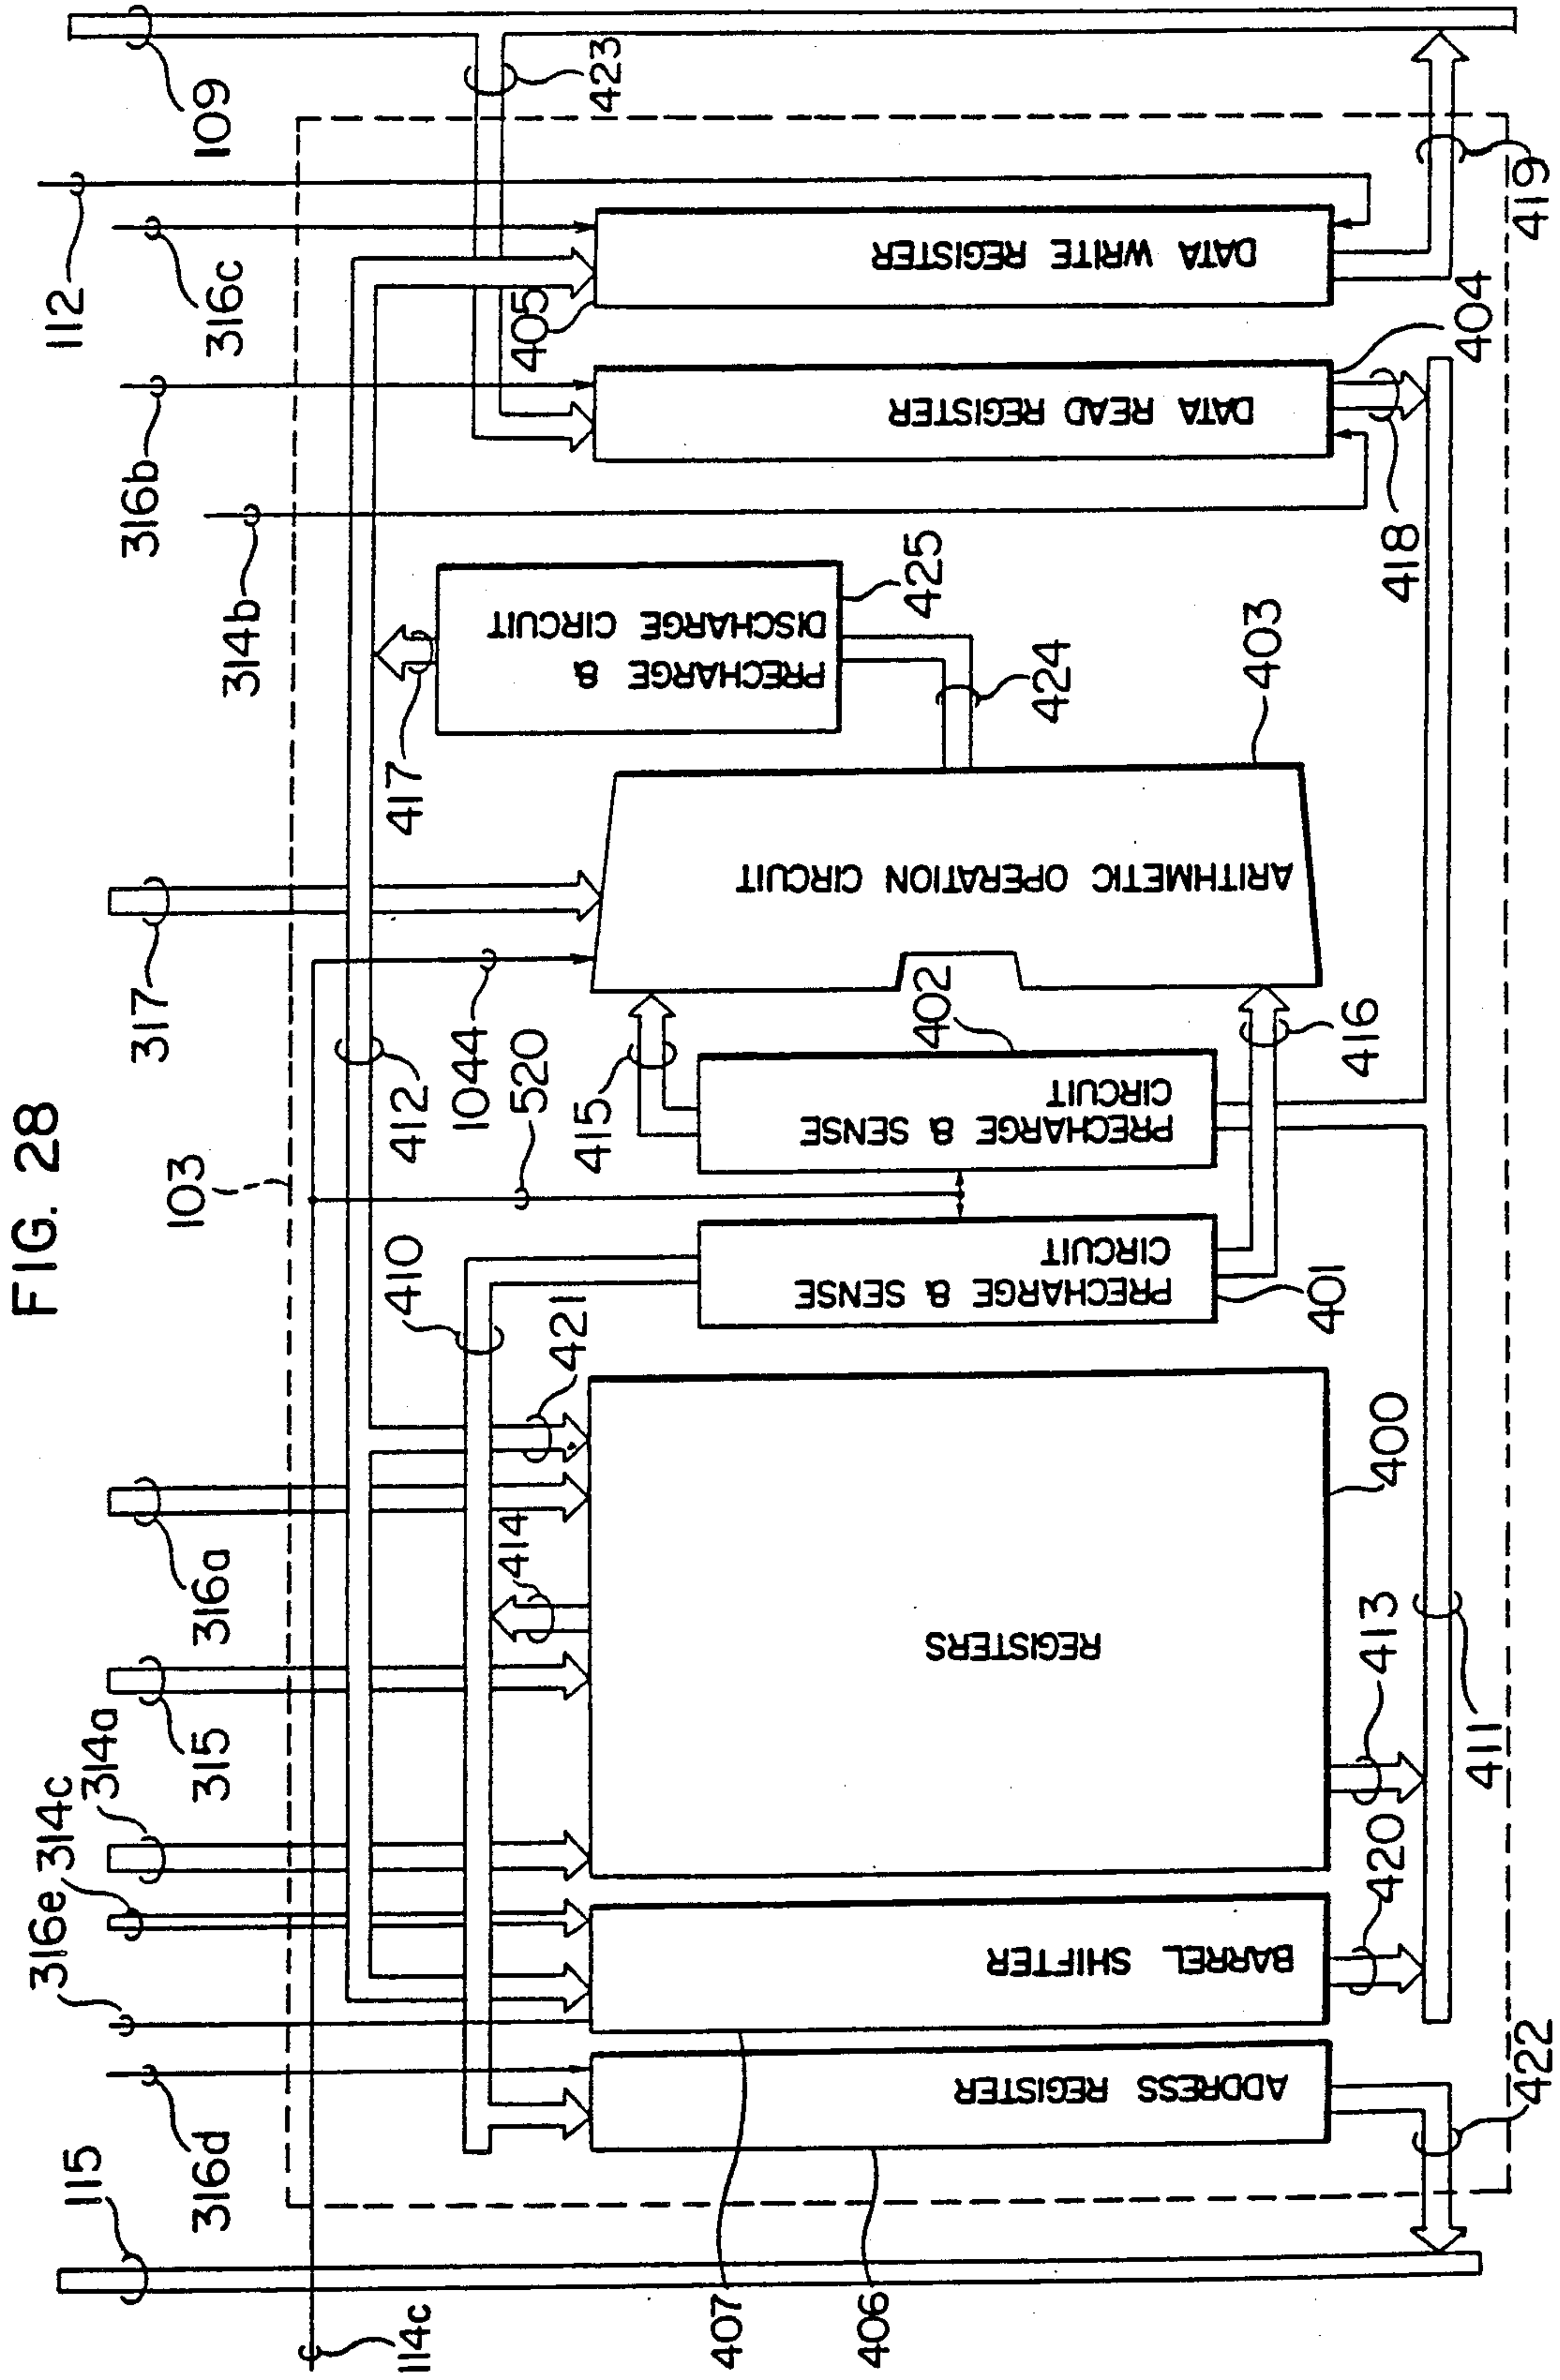 FIG. 28
109
423
112
316c
316b
314b
317
103
316a
315
314a
314c
316e
316d
115
114c
DATA WRITE REGISTER
405
419
DATA READ REGISTER
404
418
PRECHARGE &
DISCHARGE CIRCUIT
425
417
424
403
ARITHMETIC OPERATION CIRCUIT
1044
412
520
415
402
PRECHARGE & SENSE
CIRCUIT
416
410
PRECHARGE & SENSE
CIRCUIT
401
421
414
REGISTERS
400
413
411
420
BARREL SHIFTER
ADDRESS REGISTER
422
407
406